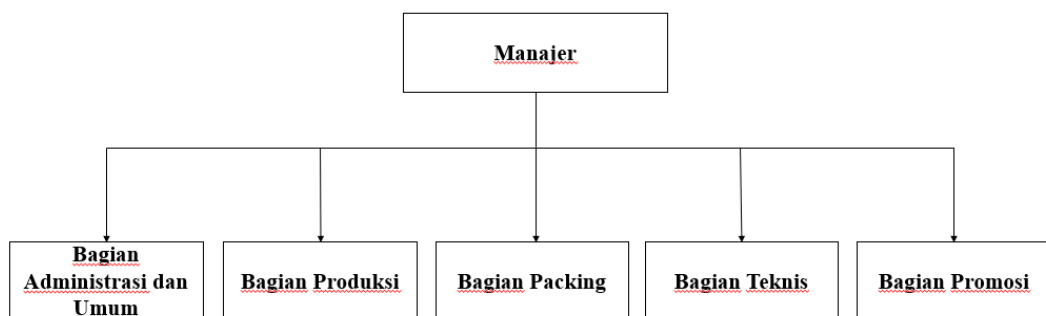 Manajer
Bagian
Administrasi dan
Umum
Bagian Produksi
Bagian Packing
Bagian Teknis
Bagian Promosi